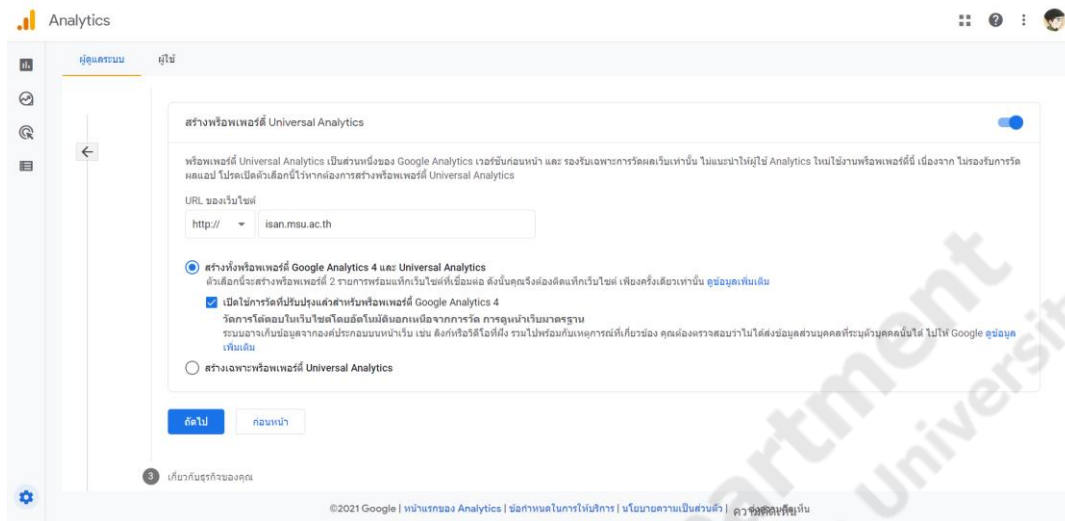 Analytics
ผู้ดูแลระบบ ผู้ใช้
สร้างพร็อพเพอร์ตี้ Universal Analytics
พร็อพเพอร์ตี้ Universal Analytics เป็นส่วนหนึ่งของ Google Analytics เวอร์ชันก่อนหน้า และ รองรับเฉพาะการวัดผลเว็บเท่านั้น ไม่แนะนำให้ผู้ใช้ Analytics ใหม่ใช้งานพร็อพเพอร์ตี้นี้ เนื่องจาก ไม่รองรับการวัด
ผลแอป โปรดเปิดตัวเลือกนี้ไว้หากต้องการสร้างพร็อพเพอร์ตี้ Universal Analytics
URL ของเว็บไซต์
http:// isan.msu.ac.th
สร้างทั้งพร็อพเพอร์ตี้ Google Analytics 4 และ Universal Analytics
ตัวเลือกนี้จะสร้างพร็อพเพอร์ตี้ 2 รายการพร้อมแท็กเว็บไซต์ที่เชื่อมต่อ ดังนั้นคุณจึงต้องติดแท็กเว็บไซต์ เพียงครั้งเดียวเท่านั้น ดูข้อมูลเพิ่มเติม
เปิดใช้การวัดที่ปรับปรุงแล้วสำหรับพร็อพเพอร์ตี้ Google Analytics 4
วัดการโต้ตอบในเว็บไซต์โดยอัตโนมัตินอกเหนือจากการวัด การดูหน้าเว็บมาตรฐาน
ระบบอาจเก็บข้อมูลจากองค์ประกอบบนหน้าเว็บ เช่น ลิงก์หรือวิดีโอที่ฝัง รวมไปพร้อมกับเหตุการณ์ที่เกี่ยวข้อง คุณต้องตรวจสอบว่าไม่ได้ส่งข้อมูลส่วนบุคคลที่ระบุตัวบุคคลนั้นได้ ไปให้ Google ดูข้อมูล
เพิ่มเติม
สร้างเฉพาะพร็อพเพอร์ตี้ Universal Analytics
ถัดไป ก่อนหน้า
3 เกี่ยวกับธุรกิจของคุณ
©2021 Google | หน้าแรกของ Analytics | ข้อกำหนดในการให้บริการ | นโยบายความเป็นส่วนตัว |